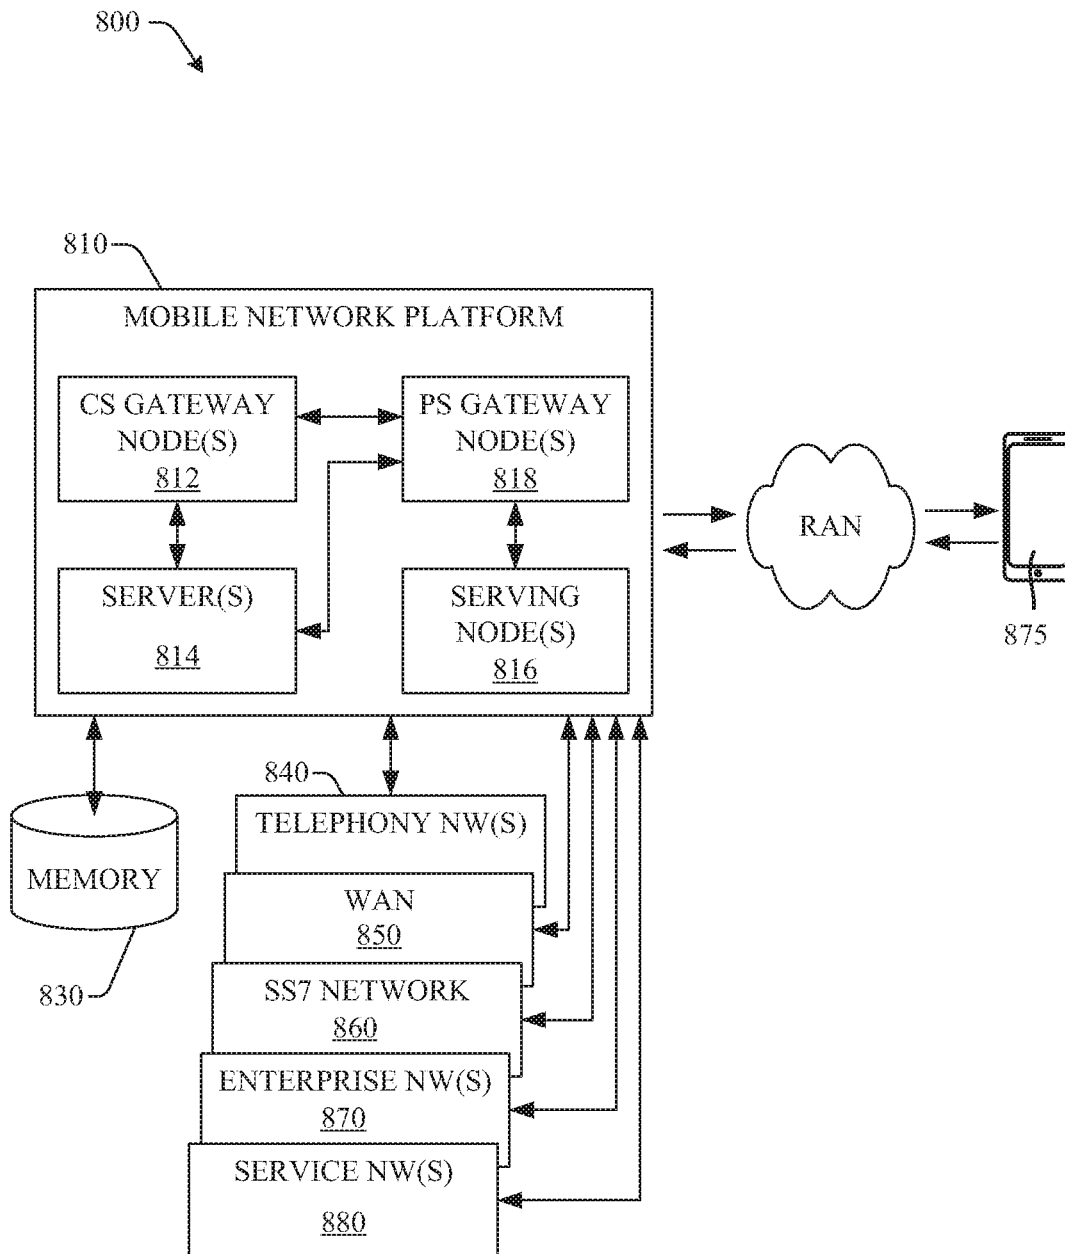 800
810
MOBILE NETWORK PLATFORM
CS GATEWAY
NODE(S)
812
PS GATEWAY
NODE(S)
818
SERVER(S)
814
SERVING
NODE(S)
816
RAN
875
840
TELEPHONY NW(S)
MEMORY
830
WAN
850
SS7 NETWORK
860
ENTERPRISE NW(S)
870
SERVICE NW(S)
880